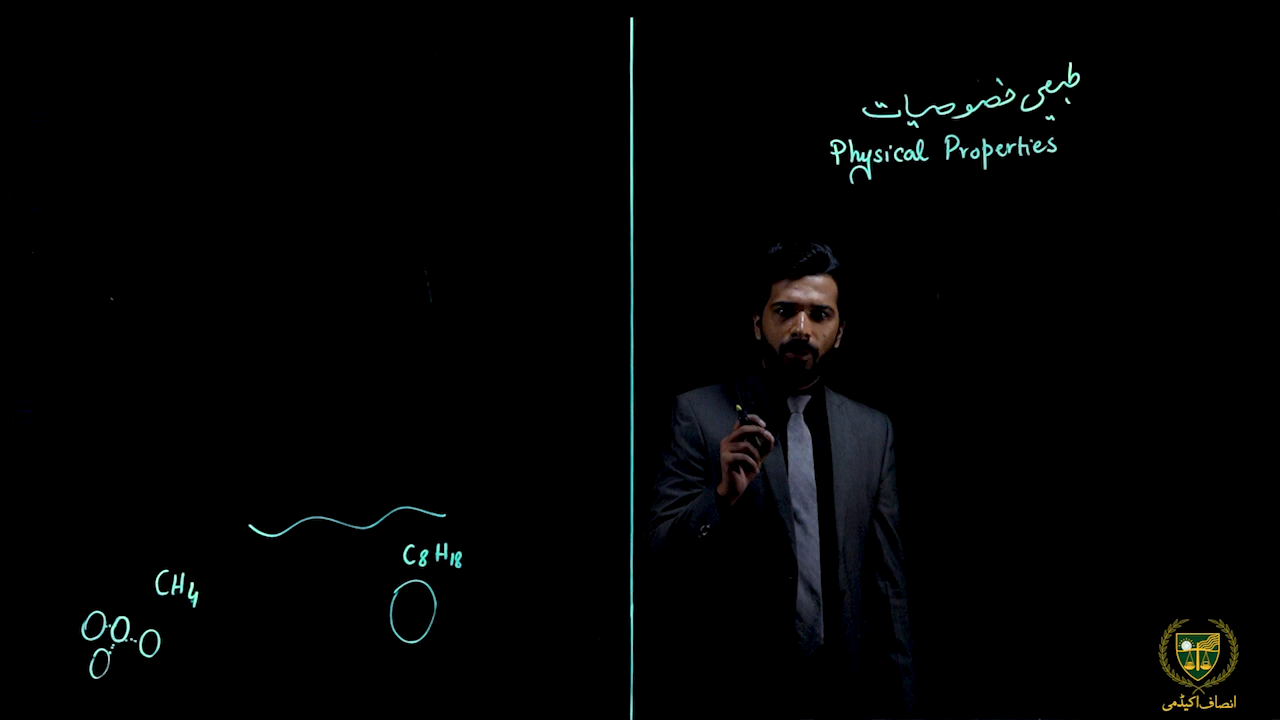 طبعی خصوصیات
Physical Properties
C8H18
CH4
انصاف اکیڈمی